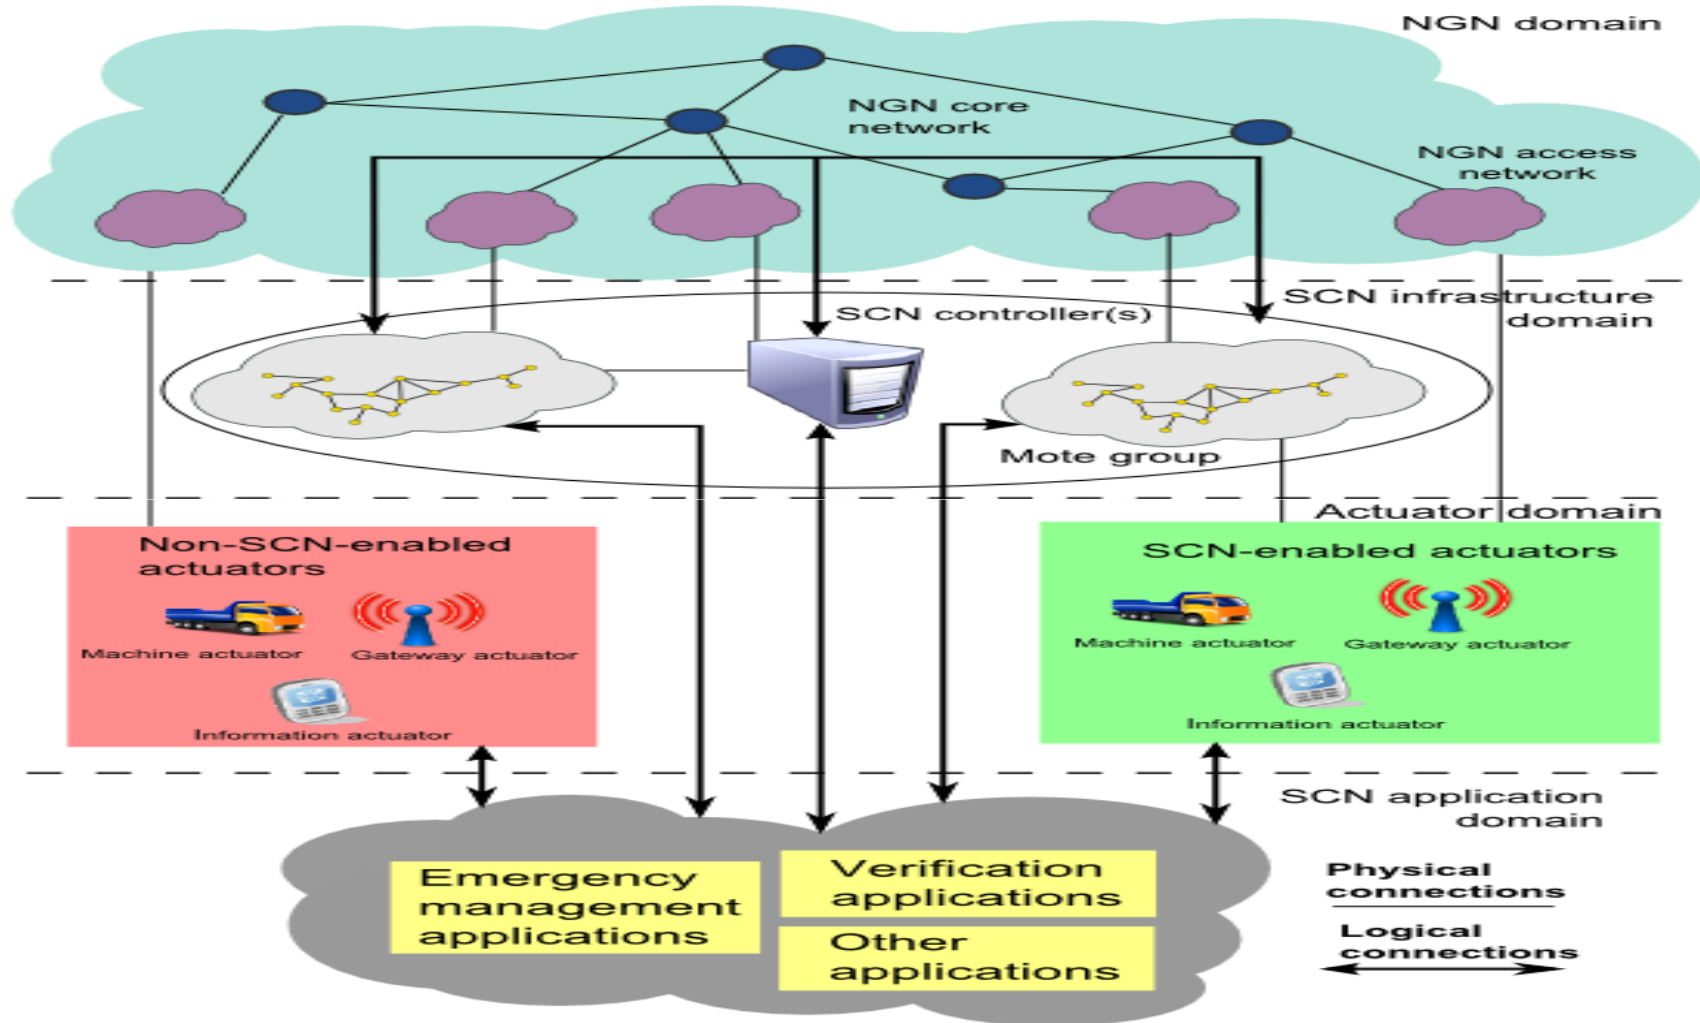 NGN domain
NGN core
network
NGN access
network
SCN infrastructure
domain
SCN controller(s)
Mote group
Actuator domain
Non-SCN-enabled
actuators
Machine actuator
Gateway actuator
Information actuator
SCN-enabled actuators
Machine actuator
Gateway actuator
Information actuator
SCN application
domain
Emergency
management
applications
Verification
applications
Other
applications
Physical
connections
Logical
connections